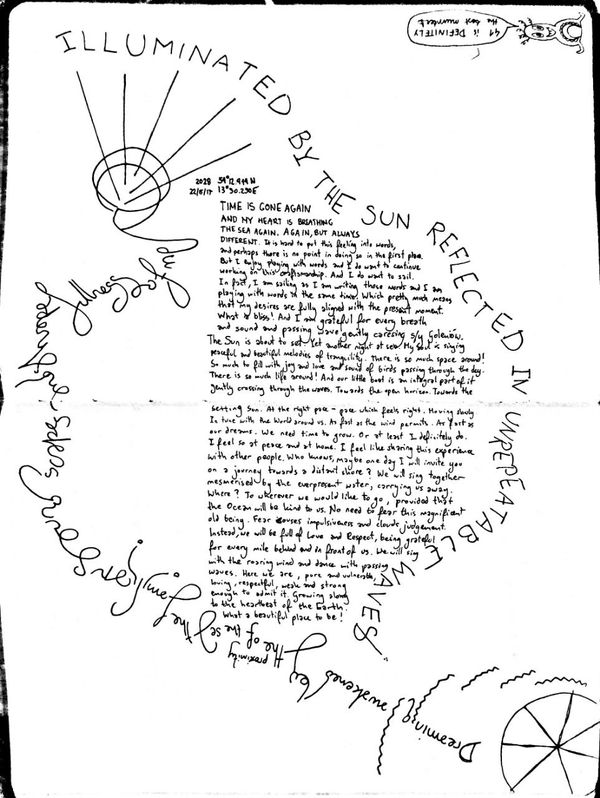 is DEFINITELY
the best number!
ILLUMINATED BY THE SUN REFLECTED IN UNREPEATABLE WAVES
2028 54°12.944 N
22/8/17 13°30.230E
TIME IS GONE AGAIN
AND MY HEART IS BREATHING
THE SEA AGAIN. AGAIN, BUT ALWAYS
DIFFERENT. It is hard to put this feeling into words,
and perhaps there is no point in doing so in the first place.
But I enjoy playing with words and I do want to continue
working on this craftsmanship. And I do want to sail.
In fact, I am sailing as I am writing these words and I am
playing with words at the same time. Which pretty much means
that my desires are fully aligned with the present moment.
What a bliss! And I am grateful for every breath
and sound and passing wave gently caressing s/y Goleniów.
The Sun is about to set. Yet another night at sea. My soul is singing
peaceful and beautiful melodies of tranquility. There is so much space around!
So much to fill with joy and love and sound of birds passing through the day.
There is so much life around! And our little boat is an integral part of it
gently crossing through the waves. Towards the open horizon. Towards the
setting Sun. At the right pace - pace which feels right. Moving slowly
In tune with the World around us. As fast as the wind permits. As fast as
our dreams. We need time to grow. Or at least I definitely do.
I feel so at peace and at home. I feel like sharing this experience
with other people. Who knows, maybe one day I will invite you
on a journey towards a distant shore? We will sing together
mesmerised by the everpresent water, carrying us away.
Where? To wherever we would like to go, provided that
the Ocean will be kind to us. No need to fear this magnificent
old being. Fear causes impulsiveness and clouds judgement.
Instead, we will be full of Love and Respect, being grateful
for every mile behind and in front of us. We will sing
with the roaring wind and dance with passing
waves. Here we are, pure and vulnerable,
loving, respectful, weak and strong
enough to admit it. Growing along
to the heartbeat of the Earth.
What a beautiful place to be!
Dreaming awakened by the proximity of the
familiar